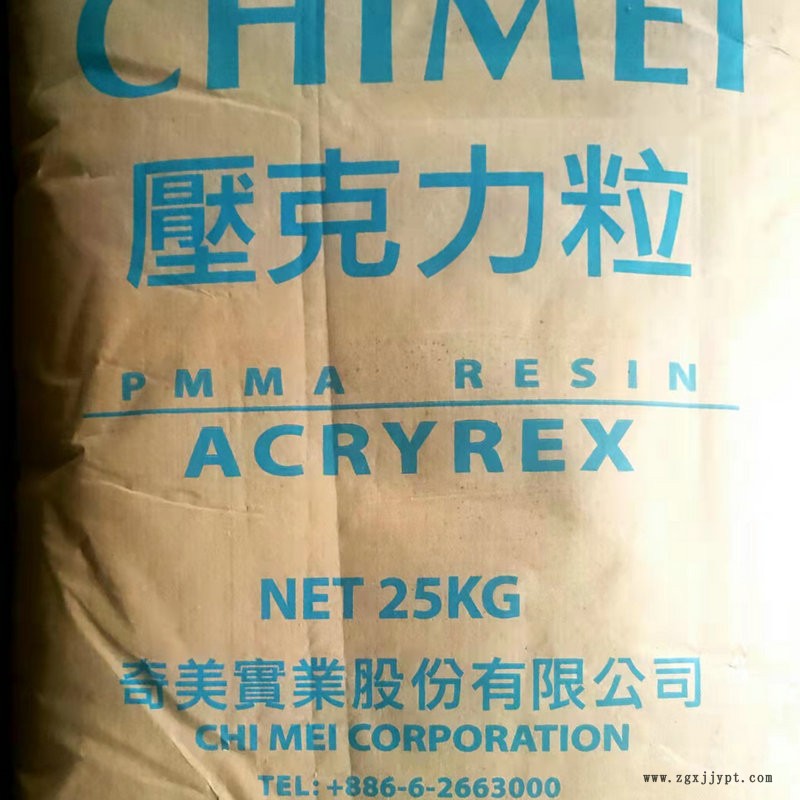 CHIMEI
壓克力粒
PMMA RESIN
ACRYREX
NET 25KG
奇美實業股份有限公司
CHI MEI CORPORATION
TEL: +886-6-2663000
www.zgxjjypt.com